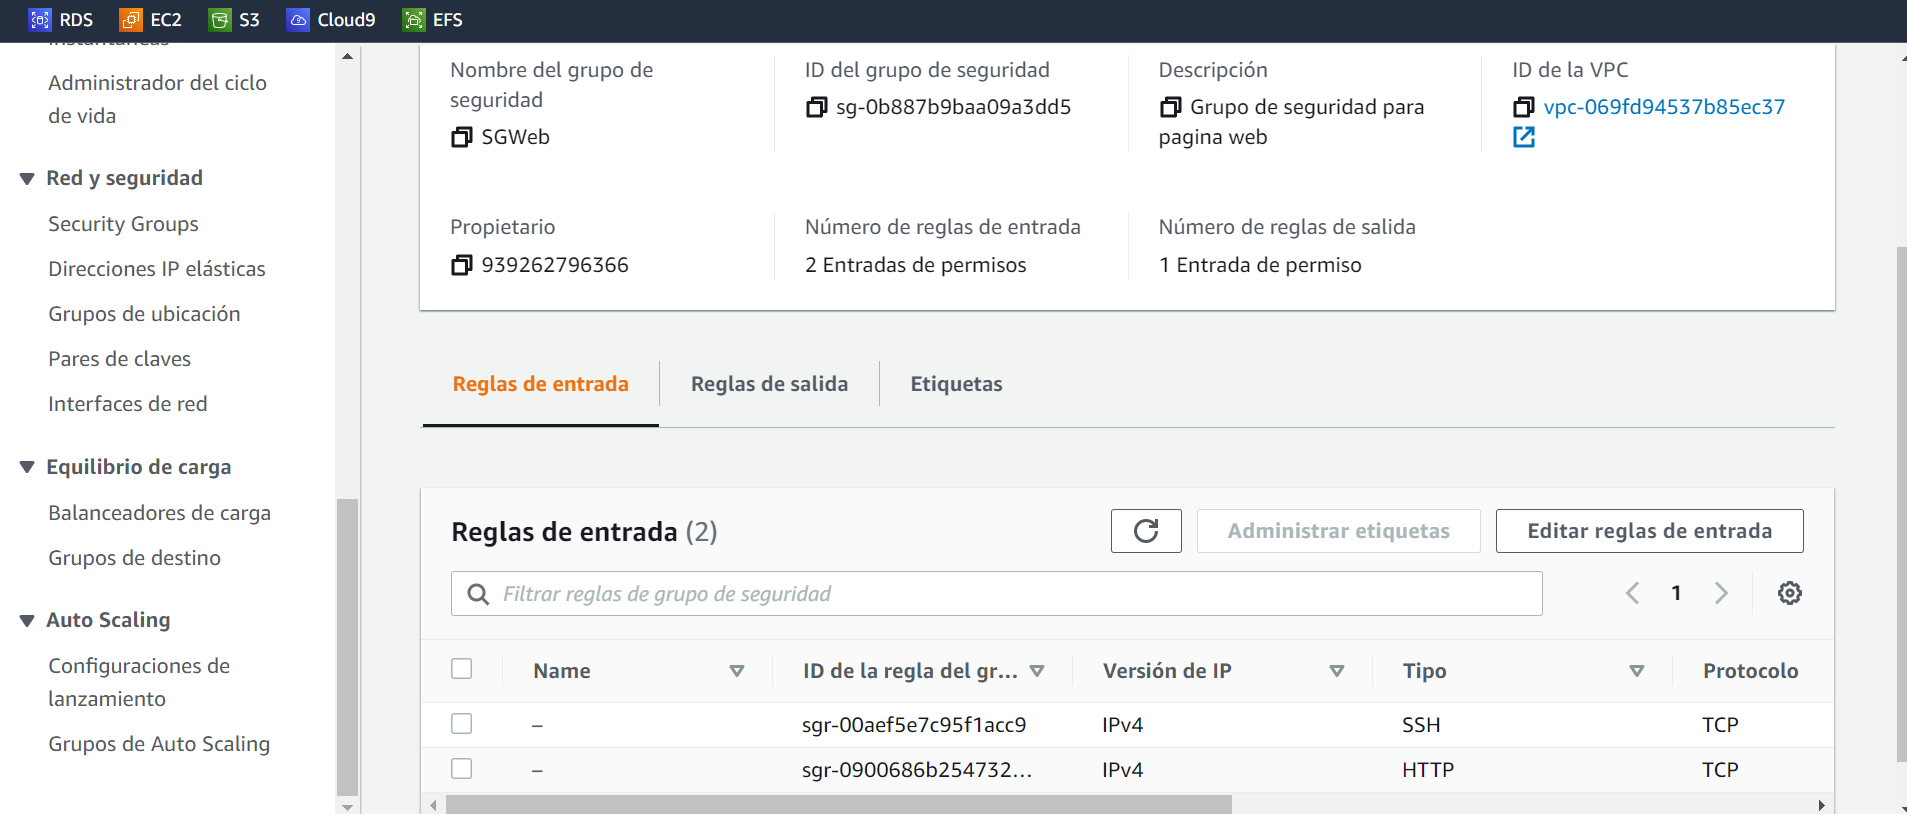 RDS EC2 S3 Cloud9 EFS
Instantáneas
Administrador del ciclo
de vida
Red y seguridad
Security Groups
Direcciones IP elásticas
Grupos de ubicación
Pares de claves
Interfaces de red
Equilibrio de carga
Balanceadores de carga
Grupos de destino
Auto Scaling
Configuraciones de
lanzamiento
Grupos de Auto Scaling
Nombre del grupo de
seguridad
SGWeb
ID del grupo de seguridad
sg-0b887b9baa09a3dd5
Descripción
Grupo de seguridad para
pagina web
ID de la VPC
vpc-069fd94537b85ec37
Propietario
939262796366
Número de reglas de entrada
2 Entradas de permisos
Número de reglas de salida
1 Entrada de permiso
Reglas de entrada Reglas de salida Etiquetas
Reglas de entrada (2) Administrar etiquetas Editar reglas de entrada
Filtrar reglas de grupo de seguridad 1
Name ID de la regla del gr... Versión de IP Tipo Protocolo
– sgr-00aef5e7c95f1acc9 IPv4 SSH TCP
– sgr-0900686b254732... IPv4 HTTP TCP